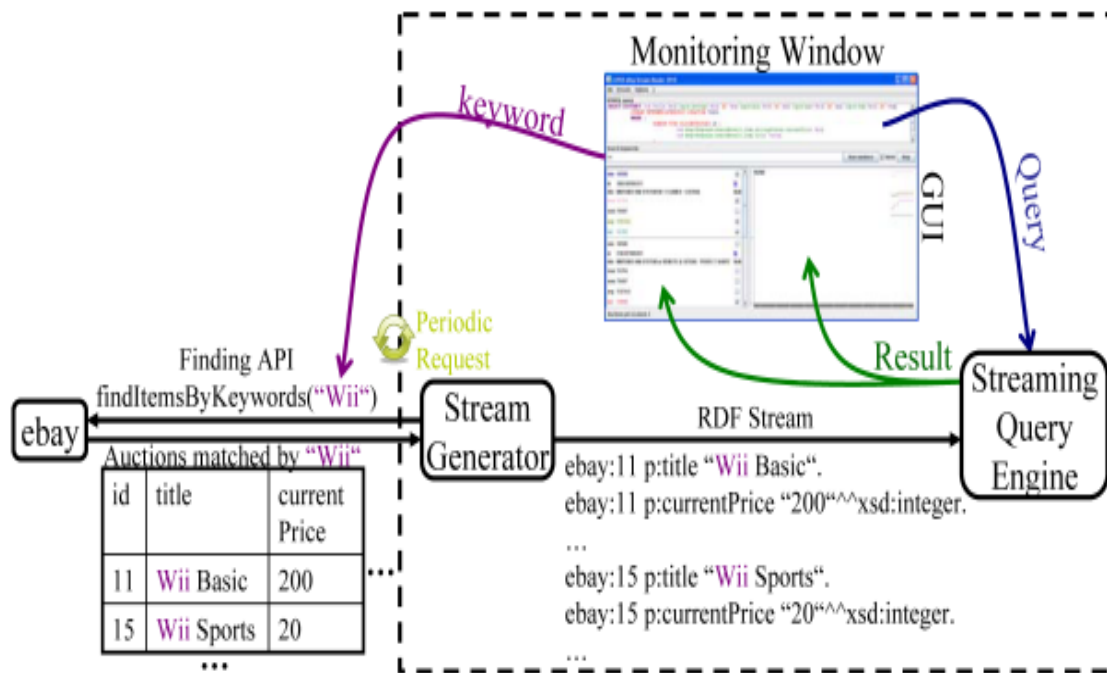 Monitoring Window
keyword
Query
GUI
Periodic
Request
Result
Finding API
findItemsByKeywords(“Wii”)
ebay
Stream
Generator
RDF Stream
Streaming
Query
Engine
Auctions matched by “Wii“
id title current Price
11 Wii Basic 200
15 Wii Sports 20
...
...
ebay:11 p:title “Wii Basic“.
ebay:11 p:currentPrice “200“^^xsd:integer.
...
ebay:15 p:title “Wii Sports“.
ebay:15 p:currentPrice “20“^^xsd:integer.
...